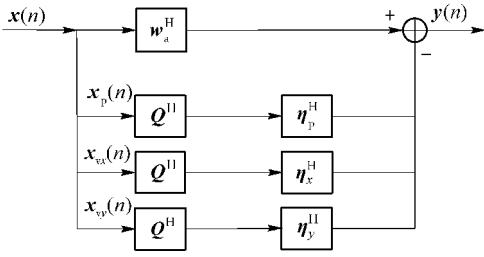 x(n)
w_a^H
+
y(n)
−
x_p(n)
Q^H
η_p^H
x_vx(n)
Q^H
η_x^H
x_vy(n)
Q^H
η_y^H